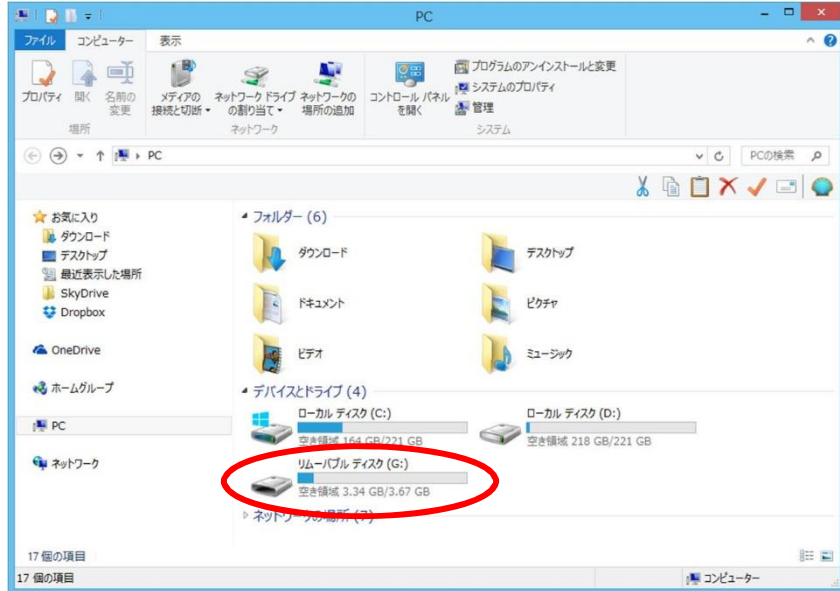 PC
ファイル コンピューター 表示
プロパティ 開く 名前の変更 メディアの接続と切断 ネットワーク ドライブの割り当て ネットワークの場所の追加 コントロール パネルを開く プログラムのアンインストールと変更
システムのプロパティ
管理
場所 ネットワーク システム
PC PCの検索
お気に入り
ダウンロード
デスクトップ
最近表示した場所
SkyDrive
Dropbox
OneDrive
ホームグループ
PC
ネットワーク
フォルダー (6)
ダウンロード デスクトップ
ドキュメント ピクチャ
ビデオ ミュージック
デバイスとドライブ (4)
ローカル ディスク (C:) ローカル ディスク (D:)
空き領域 164 GB/221 GB 空き領域 218 GB/221 GB
リムーバブル ディスク (G:)
空き領域 3.34 GB/3.67 GB
ネットワークの場所 (7)
17 個の項目
17 個の項目 コンピューター